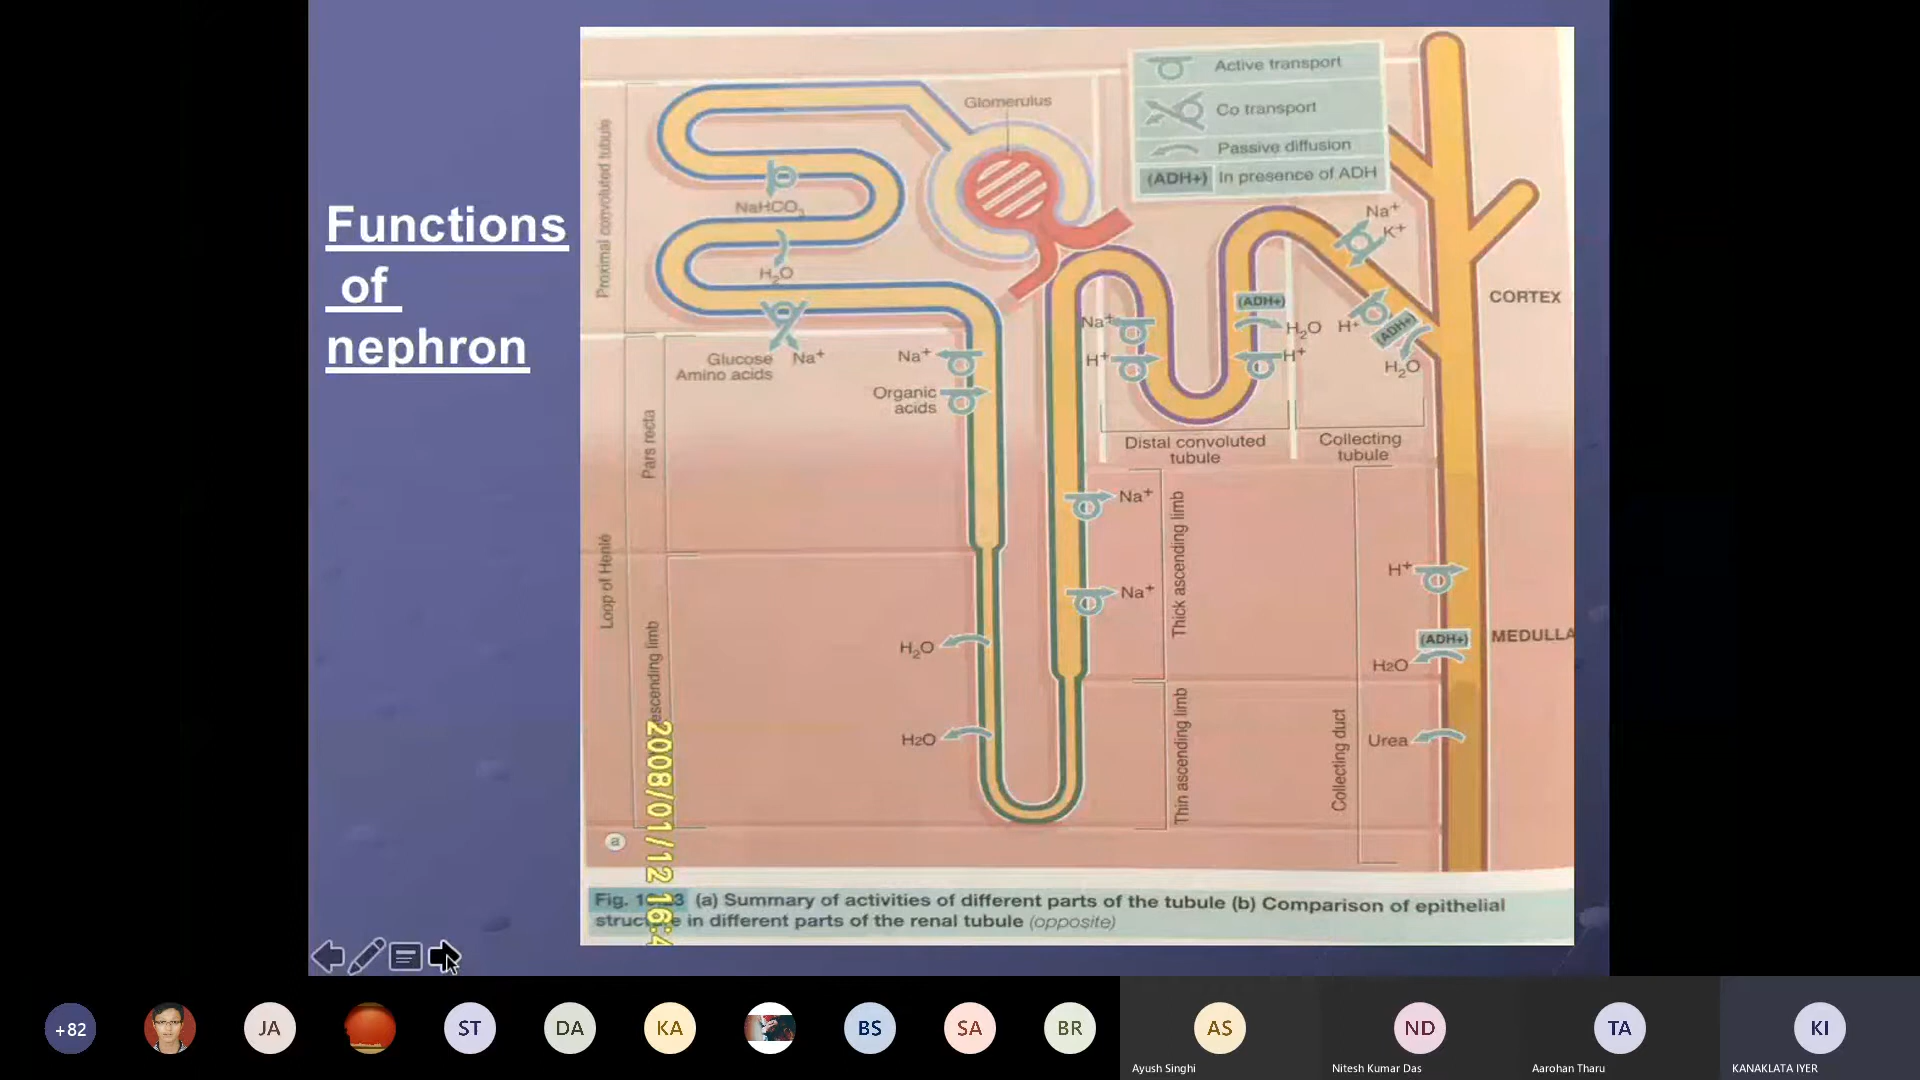 Functions
of
nephron
Glomerulus
Active transport
Co transport
Passive diffusion
(ADH+) In presence of ADH
Proximal convoluted tubule
NaHCO3
H2O
Glucose Na+
Amino acids
Na+
Organic
acids
Pars recta
Loop of Henle
H2O
H2O
Na+
H+
(ADH+)
H2O
H+
Na+
K+
H+
(ADH+)
H2O
CORTEX
Distal convoluted
tubule
Collecting
tubule
Na+
Na+
Thick ascending limb
Thin ascending limb
H+
(ADH+)
H2O
MEDULLA
Urea
Collecting duct
a
2008/01/12 16:4
Fig. (a) Summary of activities of different parts of the tubule (b) Comparison of epithelial
in different parts of the renal tubule (opposite)
+82
JA
ST
DA
KA
BS
SA
BR
AS
ND
TA
KI
Ayush Singhi
Nitesh Kumar Das
Aarohan Tharu
KANAKLATA IYER